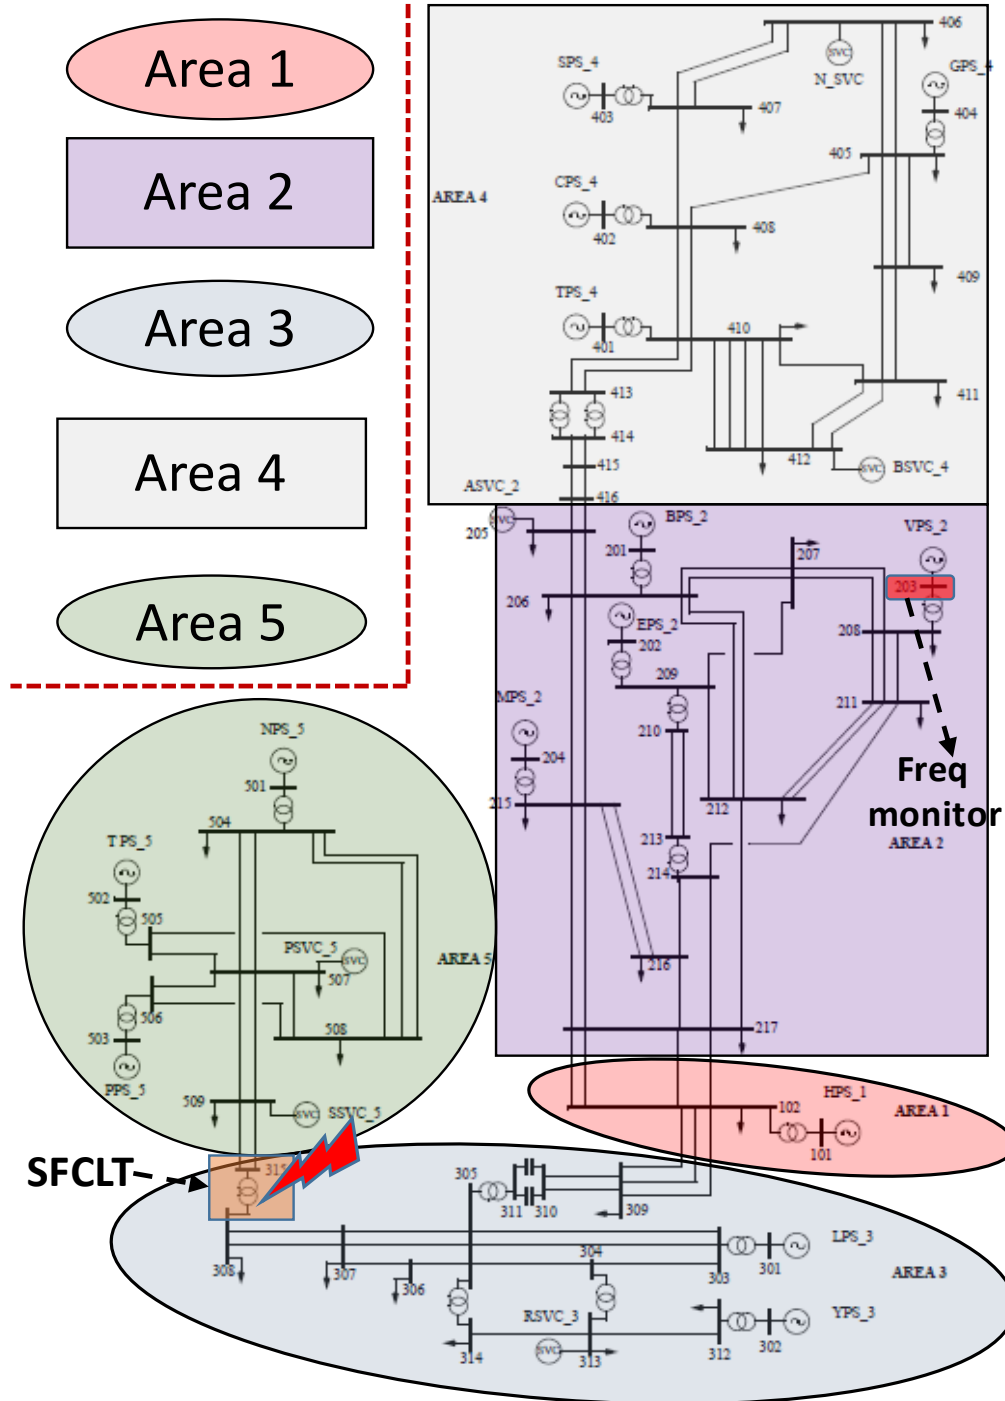 Area 1
Area 2
Area 3
Area 4
Area 5
AREA 4
406
SVC
N_SVC
SPS_4
403
407
GPS_4
404
405
CPS_4
402
408
409
TPS_4
401
410
411
413
414
412
SVC
BSVC_4
415
416
ASVC_2
SVC
205
BPS_2
201
207
VPS_2
203
206
EPS_2
202
208
209
MPS_2
210
211
204
Freq
monitor
215
212
213
AREA 2
214
216
217
NPS_5
501
504
TPS_5
502
505
PSVC_5
SVC
507
AREA 5
506
503
508
PPS_5
509
SVC
SSVC_5
HPS_1
102
AREA 1
101
SFCLT
315
305
311
310
309
LPS_3
304
308
307
303
301
306
AREA 3
RSVC_3
YPS_3
314
SVC
313
312
302